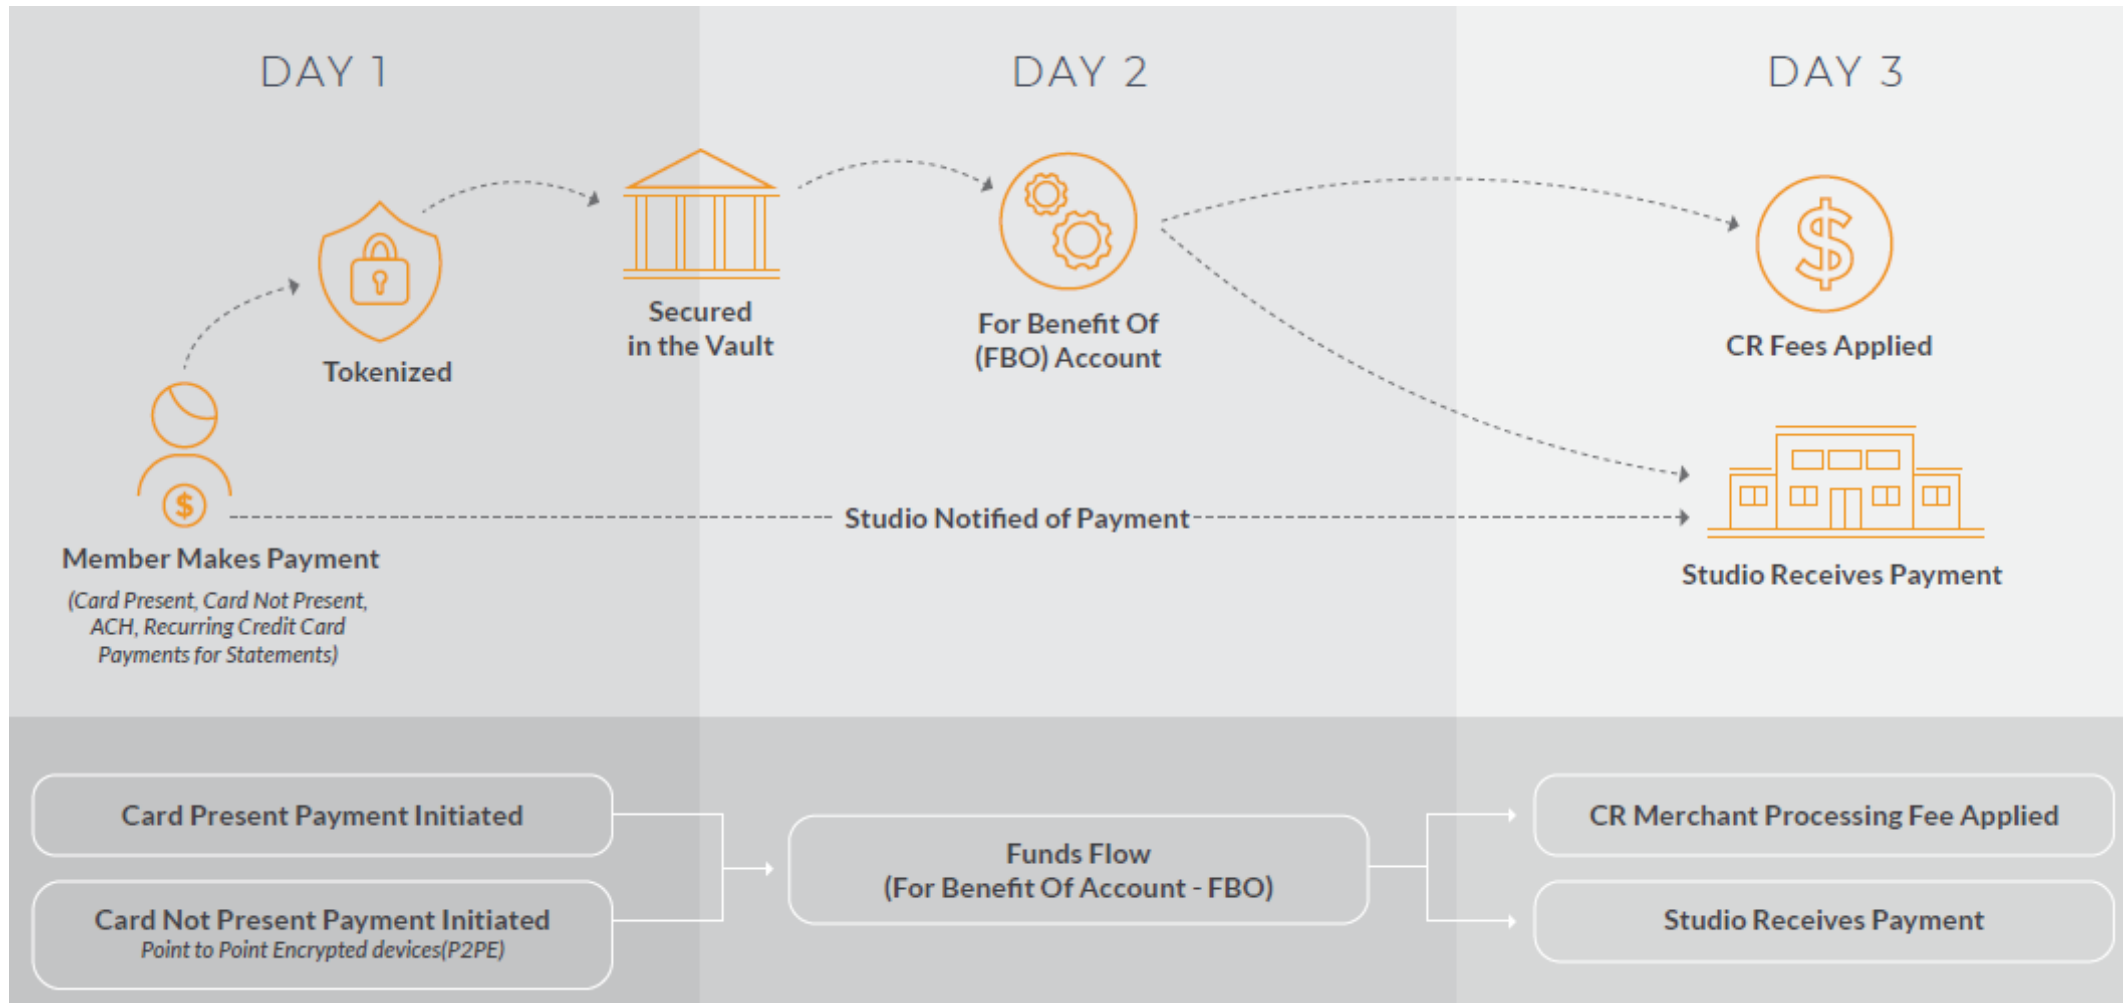 DAY 1
DAY 2
DAY 3
Tokenized
Secured
in the Vault
For Benefit Of
(FBO) Account
CR Fees Applied
$
$
Studio Notified of Payment
Member Makes Payment
(Card Present, Card Not Present,
ACH, Recurring Credit Card
Payments for Statements)
Studio Receives Payment
Card Present Payment Initiated
Card Not Present Payment Initiated
Point to Point Encrypted devices(P2PE)
Funds Flow
(For Benefit Of Account - FBO)
CR Merchant Processing Fee Applied
Studio Receives Payment